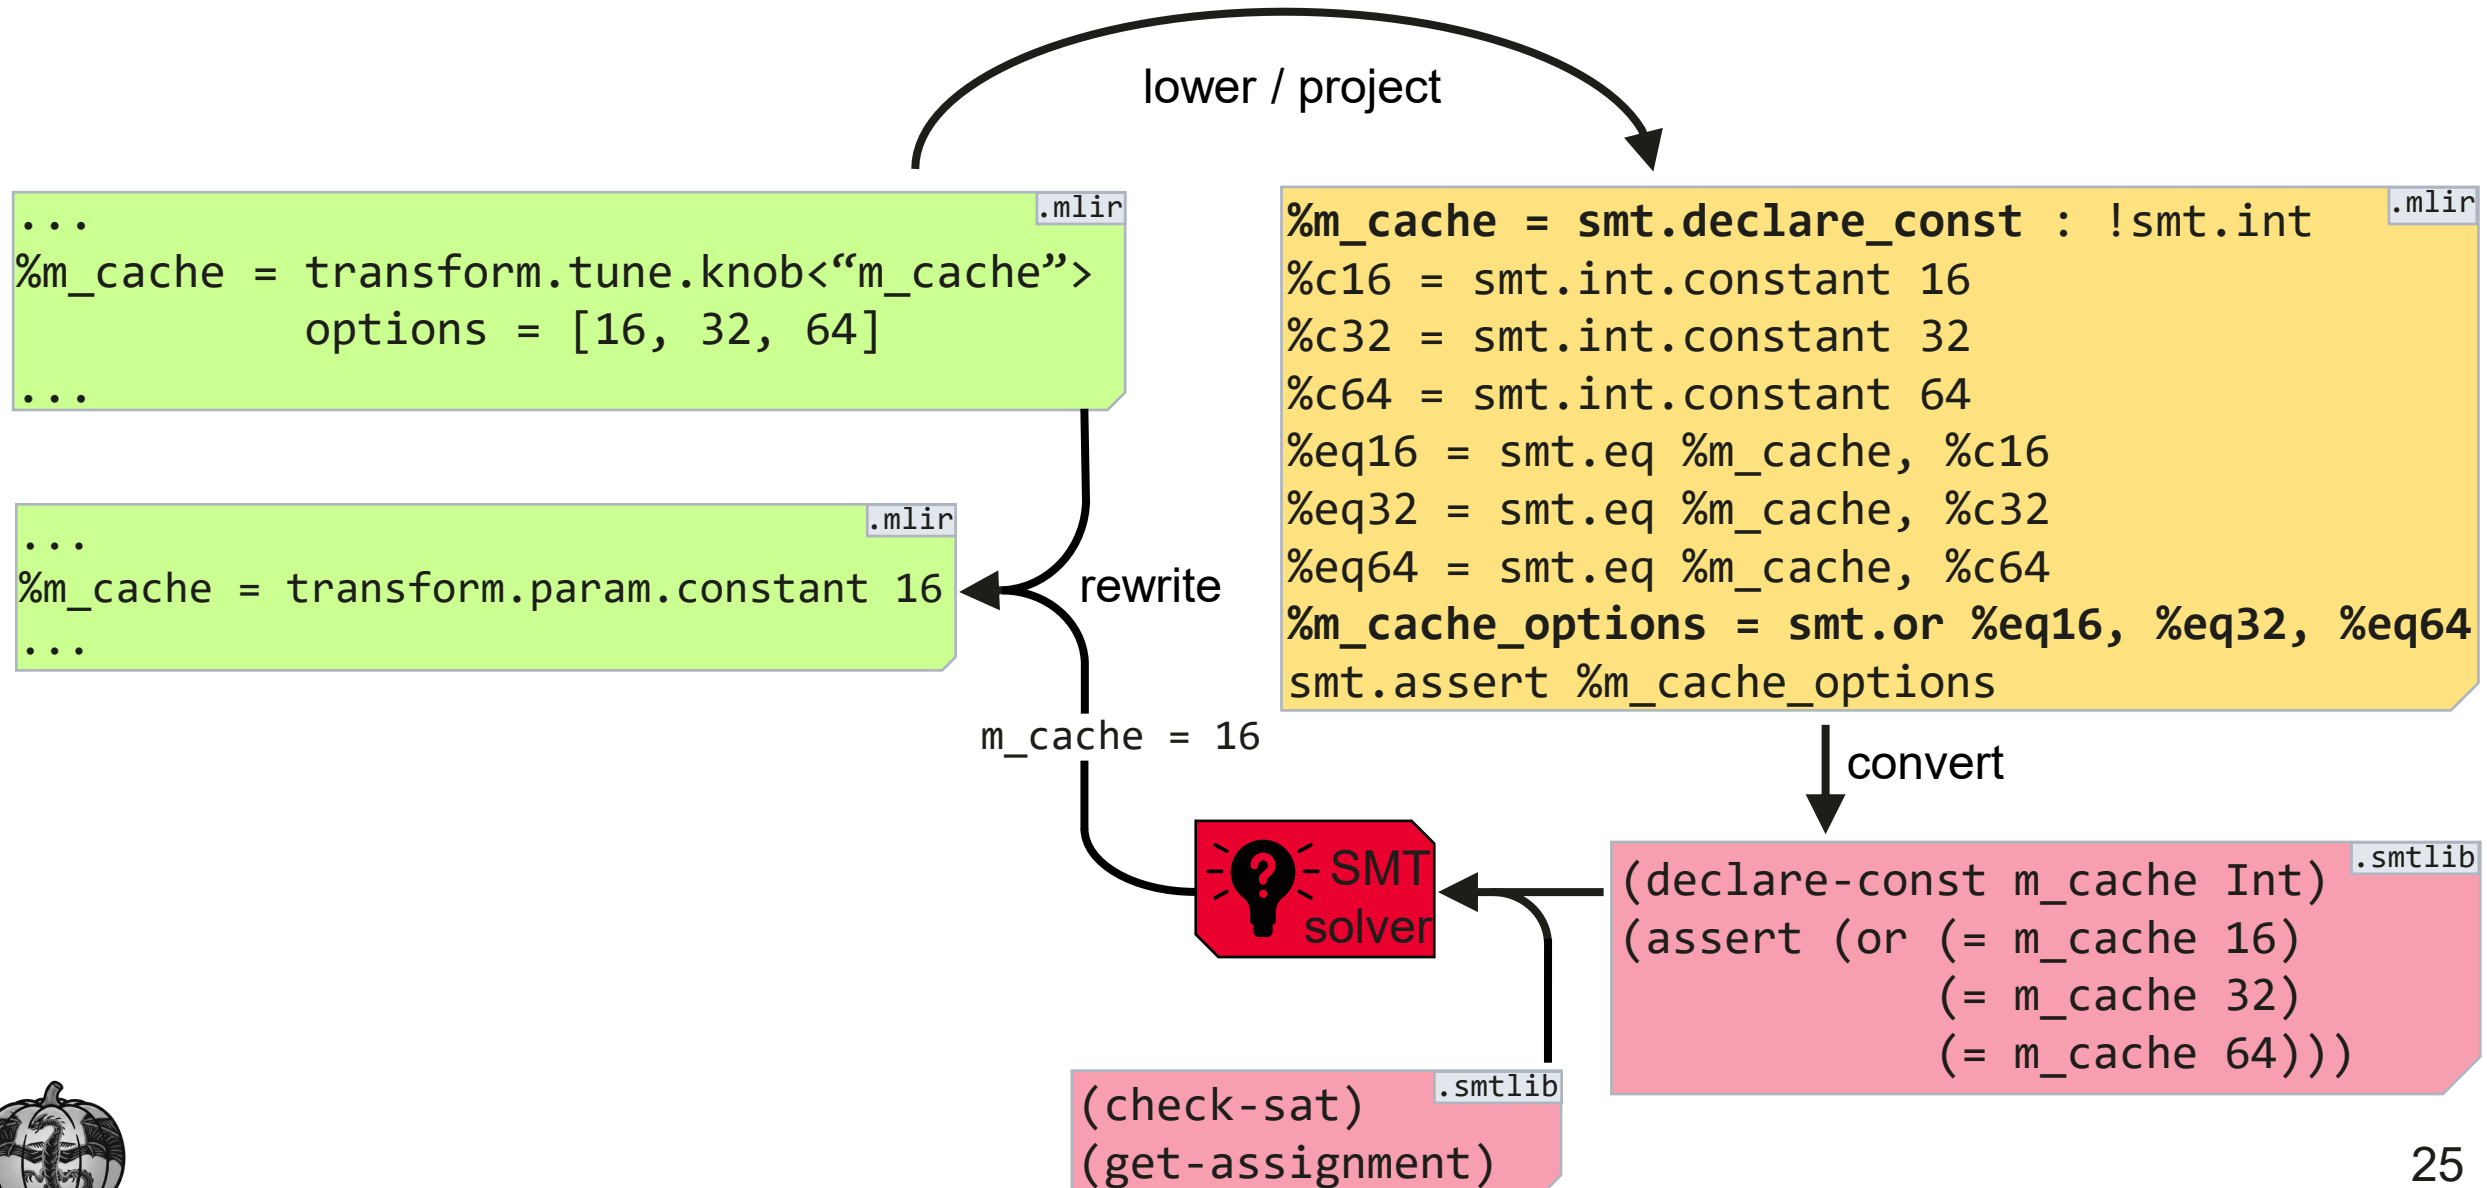 lower / project
.mlir
...
%m_cache = transform.tune.knob<“m_cache”>
options = [16, 32, 64]
...
.mlir
%m_cache = smt.declare_const : !smt.int
%c16 = smt.int.constant 16
%c32 = smt.int.constant 32
%c64 = smt.int.constant 64
%eq16 = smt.eq %m_cache, %c16
%eq32 = smt.eq %m_cache, %c32
%eq64 = smt.eq %m_cache, %c64
%m_cache_options = smt.or %eq16, %eq32, %eq64
smt.assert %m_cache_options
.mlir
...
%m_cache = transform.param.constant 16
...
rewrite
m_cache = 16
convert
SMT
solver
.smtlib
(declare-const m_cache Int)
(assert (or (= m_cache 16)
(= m_cache 32)
(= m_cache 64)))
.smtlib
(check-sat)
(get-assignment)
25